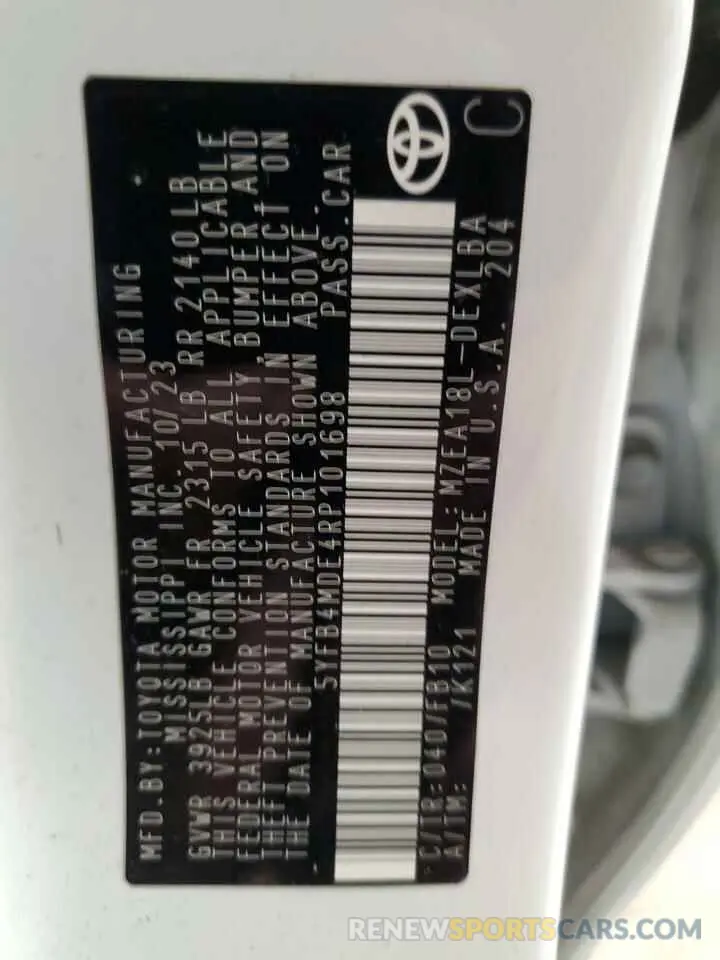 MFD.BY:TOYOTA MOTOR MANUFACTURING
MISSISSIPPI INC. 10/23
GVWR 3925LB GAWR FR 2315 LB RR 2140LB
THIS VEHICLE CONFORMS TO ALL APPLICABLE
FEDERAL MOTOR VEHICLE SAFETY, BUMPER, AND
THEFT PREVENTION STANDARDS IN EFFECT ON
THE DATE OF MANUFACTURE SHOWN ABOVE.
5YFB4MDE4RP101698 PASS.CAR
C/TR:040/FB10 MODEL:MZEA18L-DEXLBA
A/TM: /K121 MADE IN U.S.A. 204
C
RENEWSPORTSCARS.COM